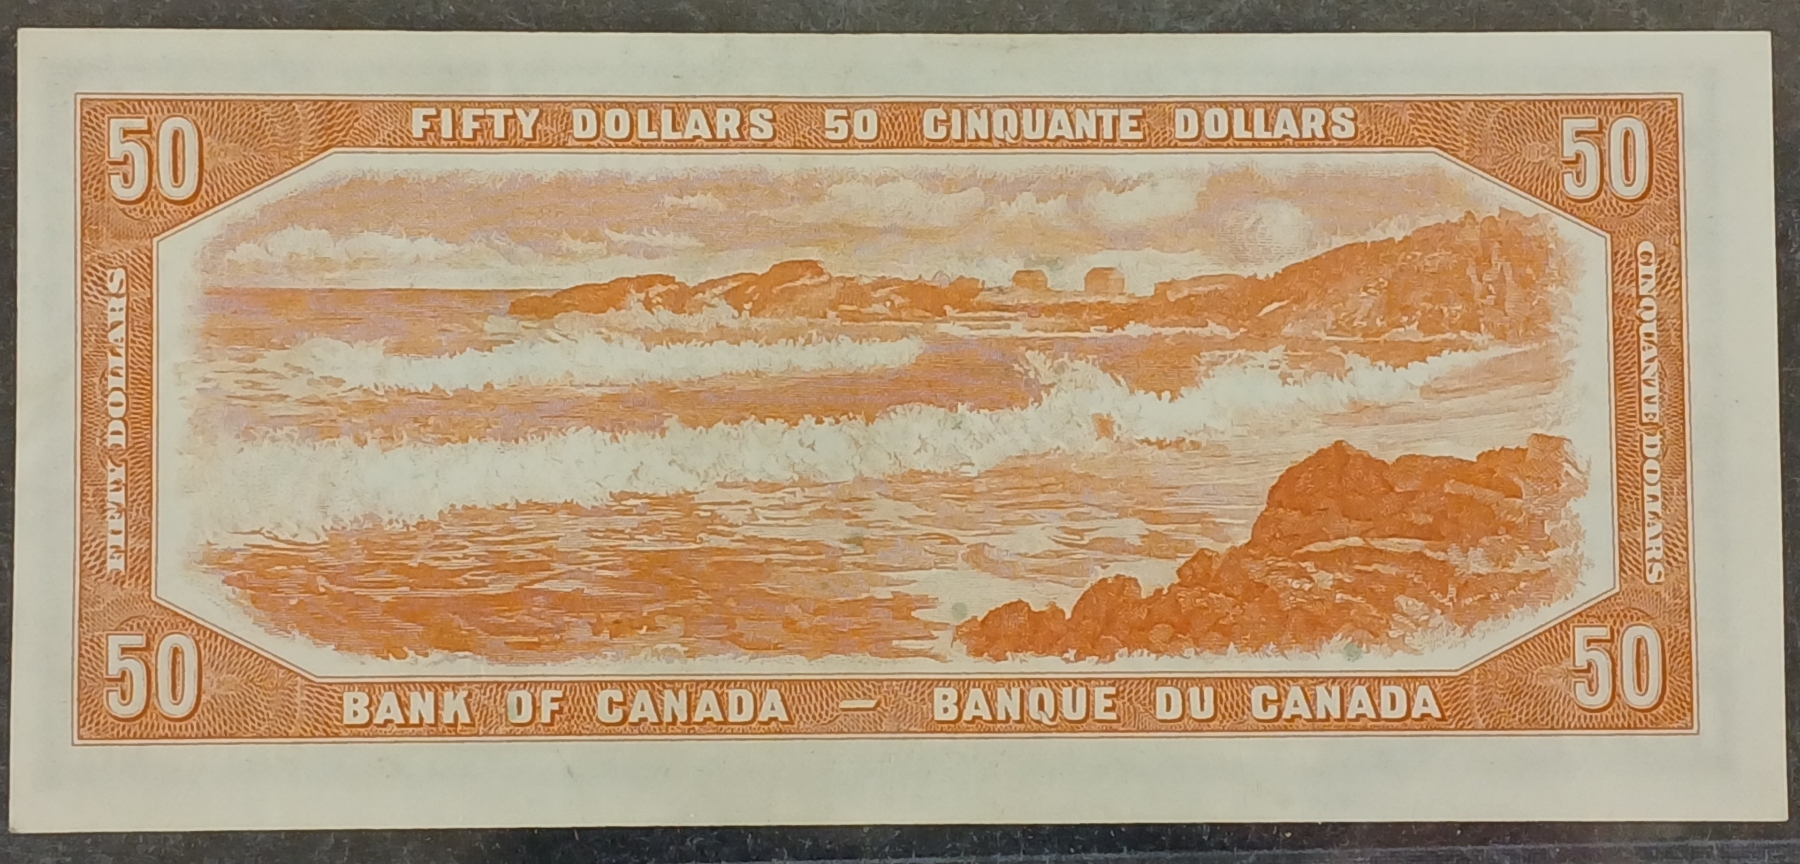 50 FIFTY DOLLARS 50 CINQUANTE DOLLARS 50
FIFTY DOLLARS
CINQUANTE DOLLARS
50 BANK OF CANADA — BANQUE DU CANADA 50